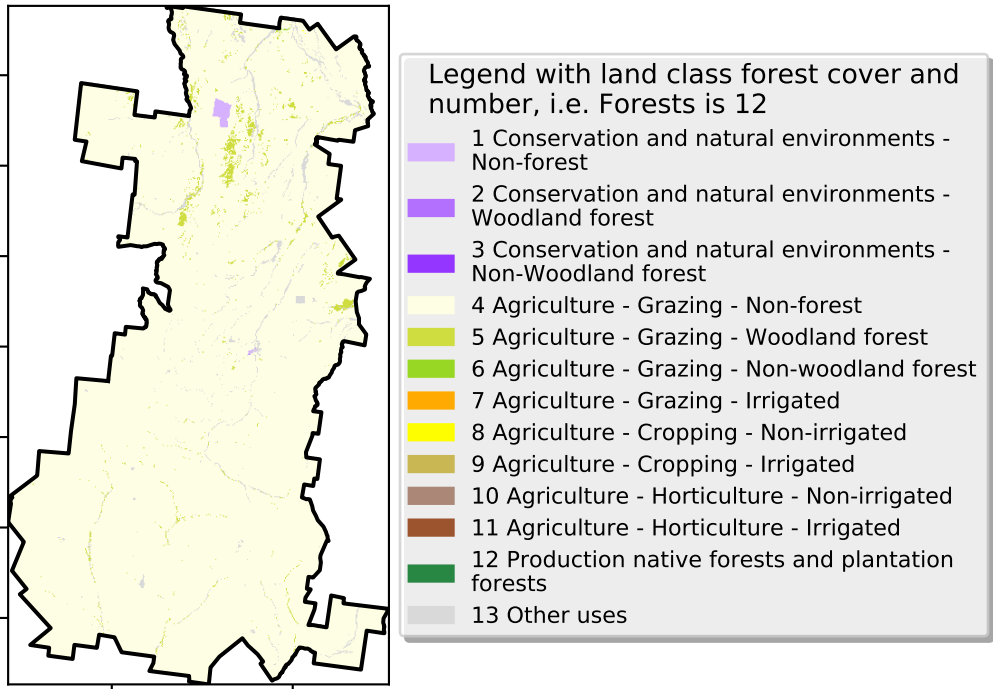 Legend with land class forest cover and
number, i.e. Forests is 12
1 Conservation and natural environments -
Non-forest
2 Conservation and natural environments -
Woodland forest
3 Conservation and natural environments -
Non-Woodland forest
4 Agriculture - Grazing - Non-forest
5 Agriculture - Grazing - Woodland forest
6 Agriculture - Grazing - Non-woodland forest
7 Agriculture - Grazing - Irrigated
8 Agriculture - Cropping - Non-irrigated
9 Agriculture - Cropping - Irrigated
10 Agriculture - Horticulture - Non-irrigated
11 Agriculture - Horticulture - Irrigated
12 Production native forests and plantation
forests
13 Other uses